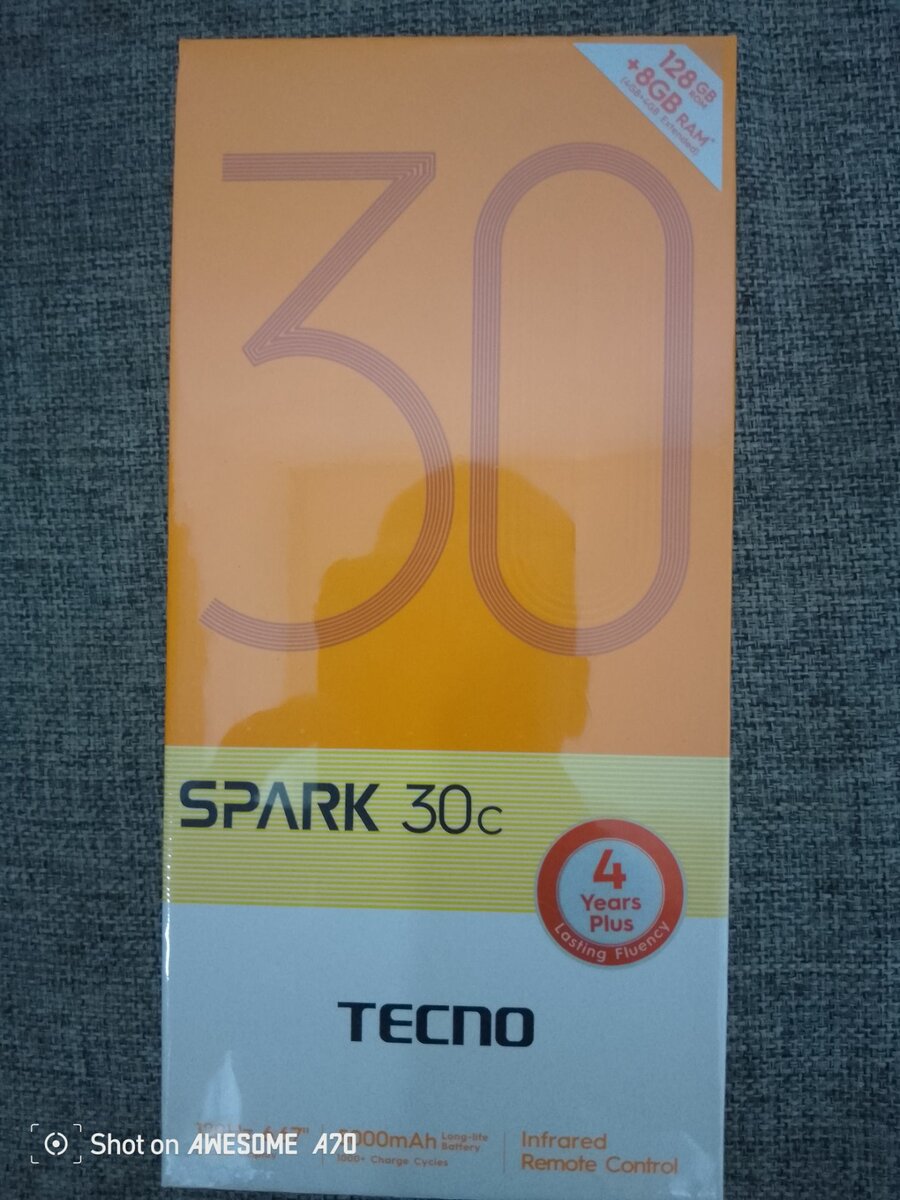 128GB
ROM
+8GB RAM*
(4GB+4GB Extended)
30
SPARK 30C
4
Years
Plus
Lasting Fluency
TECNO
Long-life
Battery
1000+ Charge Cycles
Infrared
Remote Control
Shot on AWESOME A70